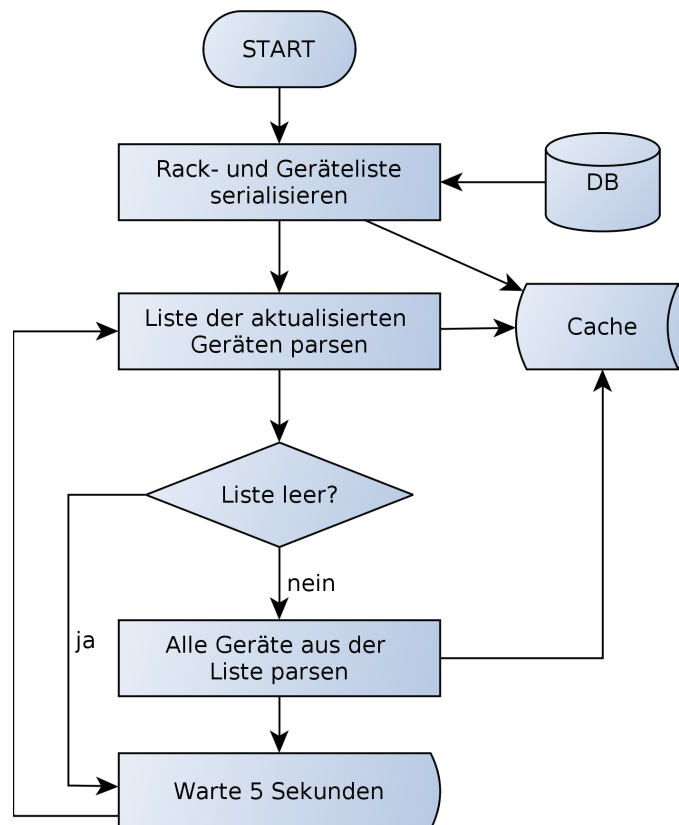 START
Rack- und Geräteliste
serialisieren
DB
Liste der aktualisierten
Geräten parsen
Cache
Liste leer?
nein
ja
Alle Geräte aus der
Liste parsen
Warte 5 Sekunden